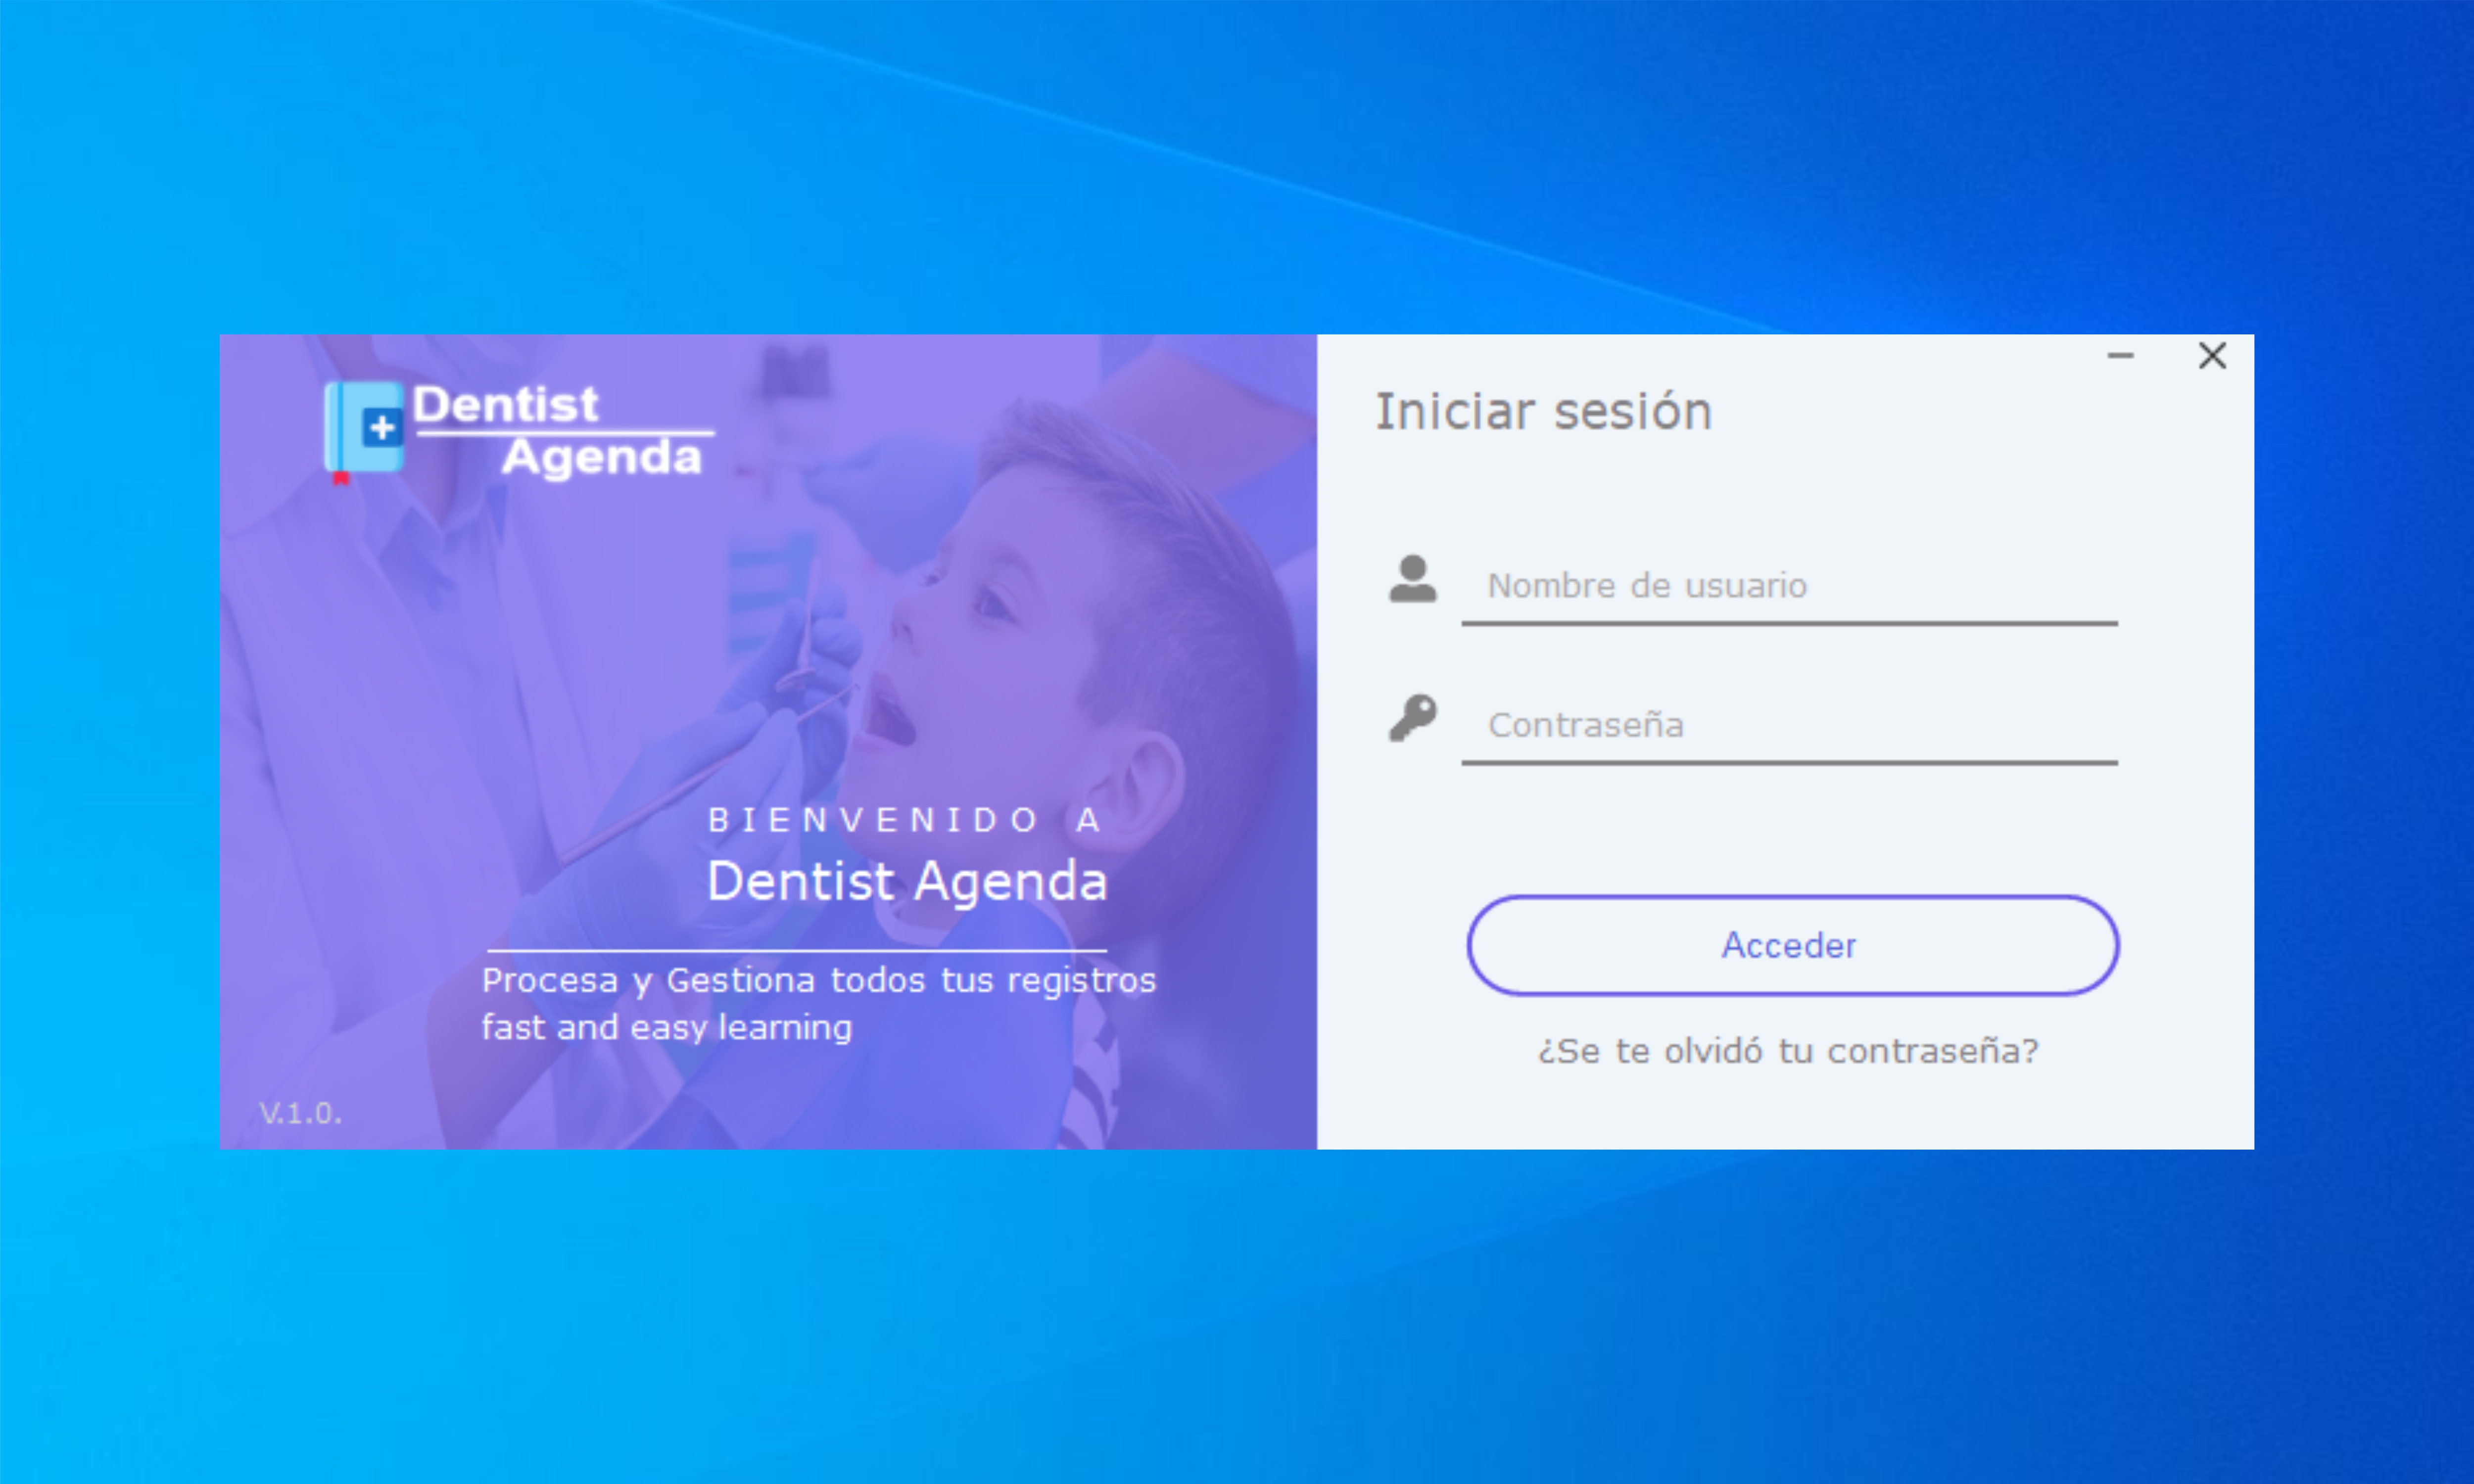 Dentist
Agenda
BIENVENIDO A
Dentist Agenda
Procesa y Gestiona todos tus registros
fast and easy learning
V.1.0.
Iniciar sesión
Nombre de usuario
Contraseña
Acceder
¿Se te olvidó tu contraseña?